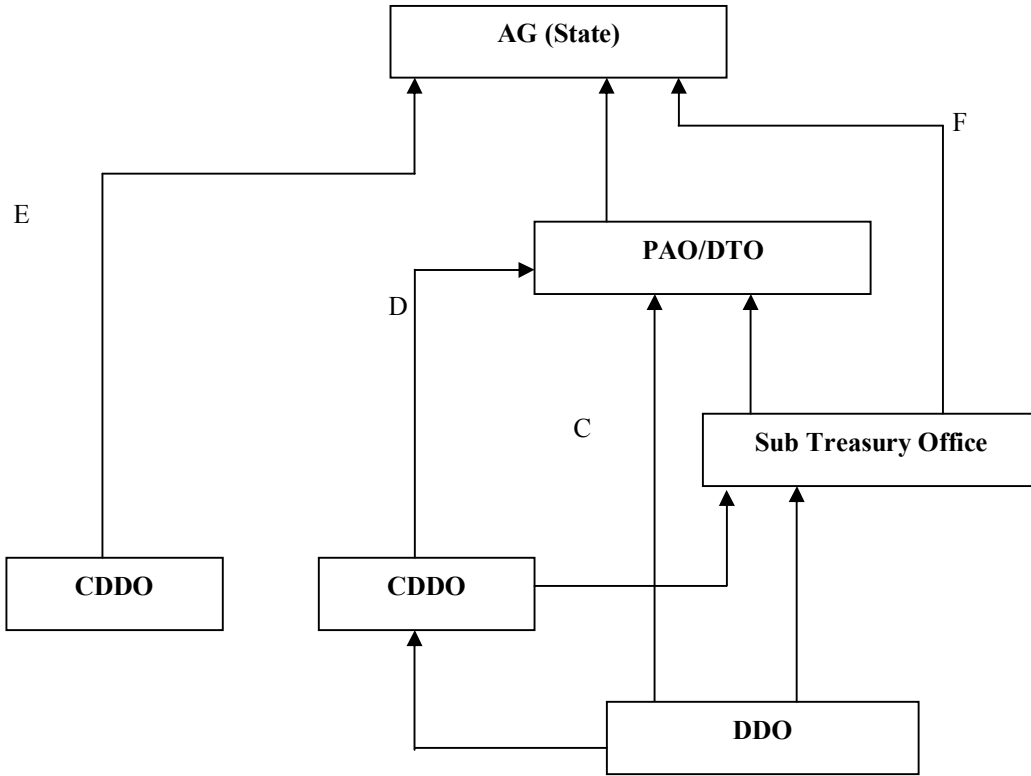 AG (State)
F
E
PAO/DTO
D
C
Sub Treasury Office
CDDO
CDDO
DDO